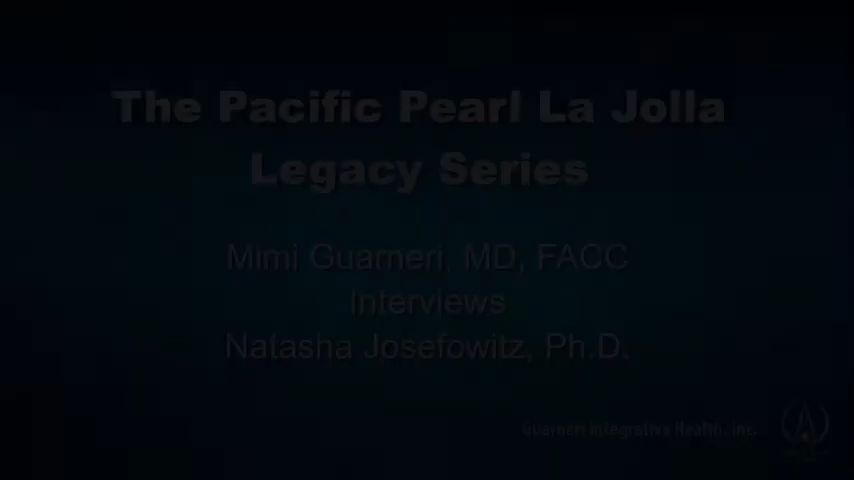 The Pacific Pearl La Jolla
Legacy Series
Mimi Guarneri, MD, FACC
Interviews
Natasha Josefowitz, Ph.D.
Guarneri Integrative Health, Inc.